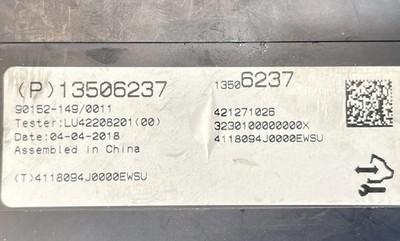 (P)13506237
13506237
90152-149/0011
421271026
Tester:LU42208201(00)
3230100000000X
Date:04-04-2018
4118094J0000EWSU
Assembled in China
(T)4118094J0000EWSU